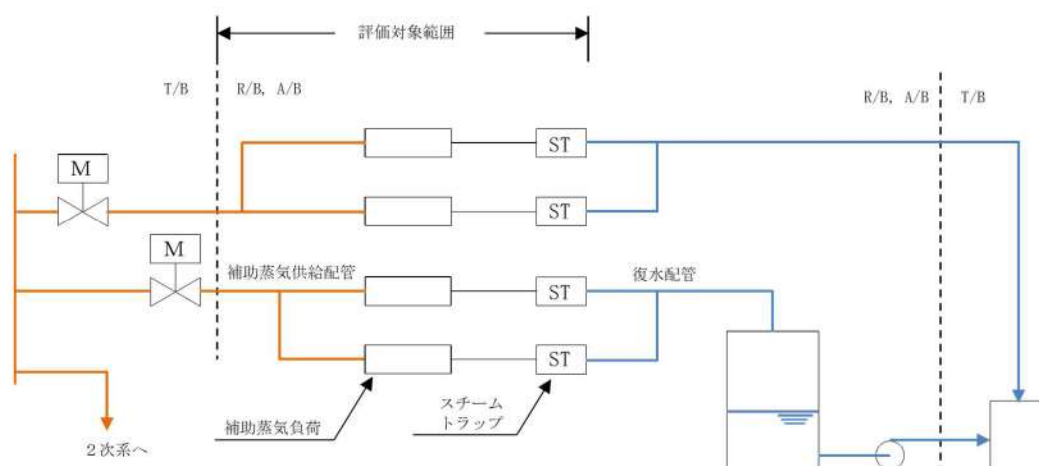 評価対象範囲
T/B
R/B, A/B
R/B, A/B
T/B
M
ST
ST
M
補助蒸気供給配管
復水配管
ST
ST
スチーム
トラップ
補助蒸気負荷
2次系へ